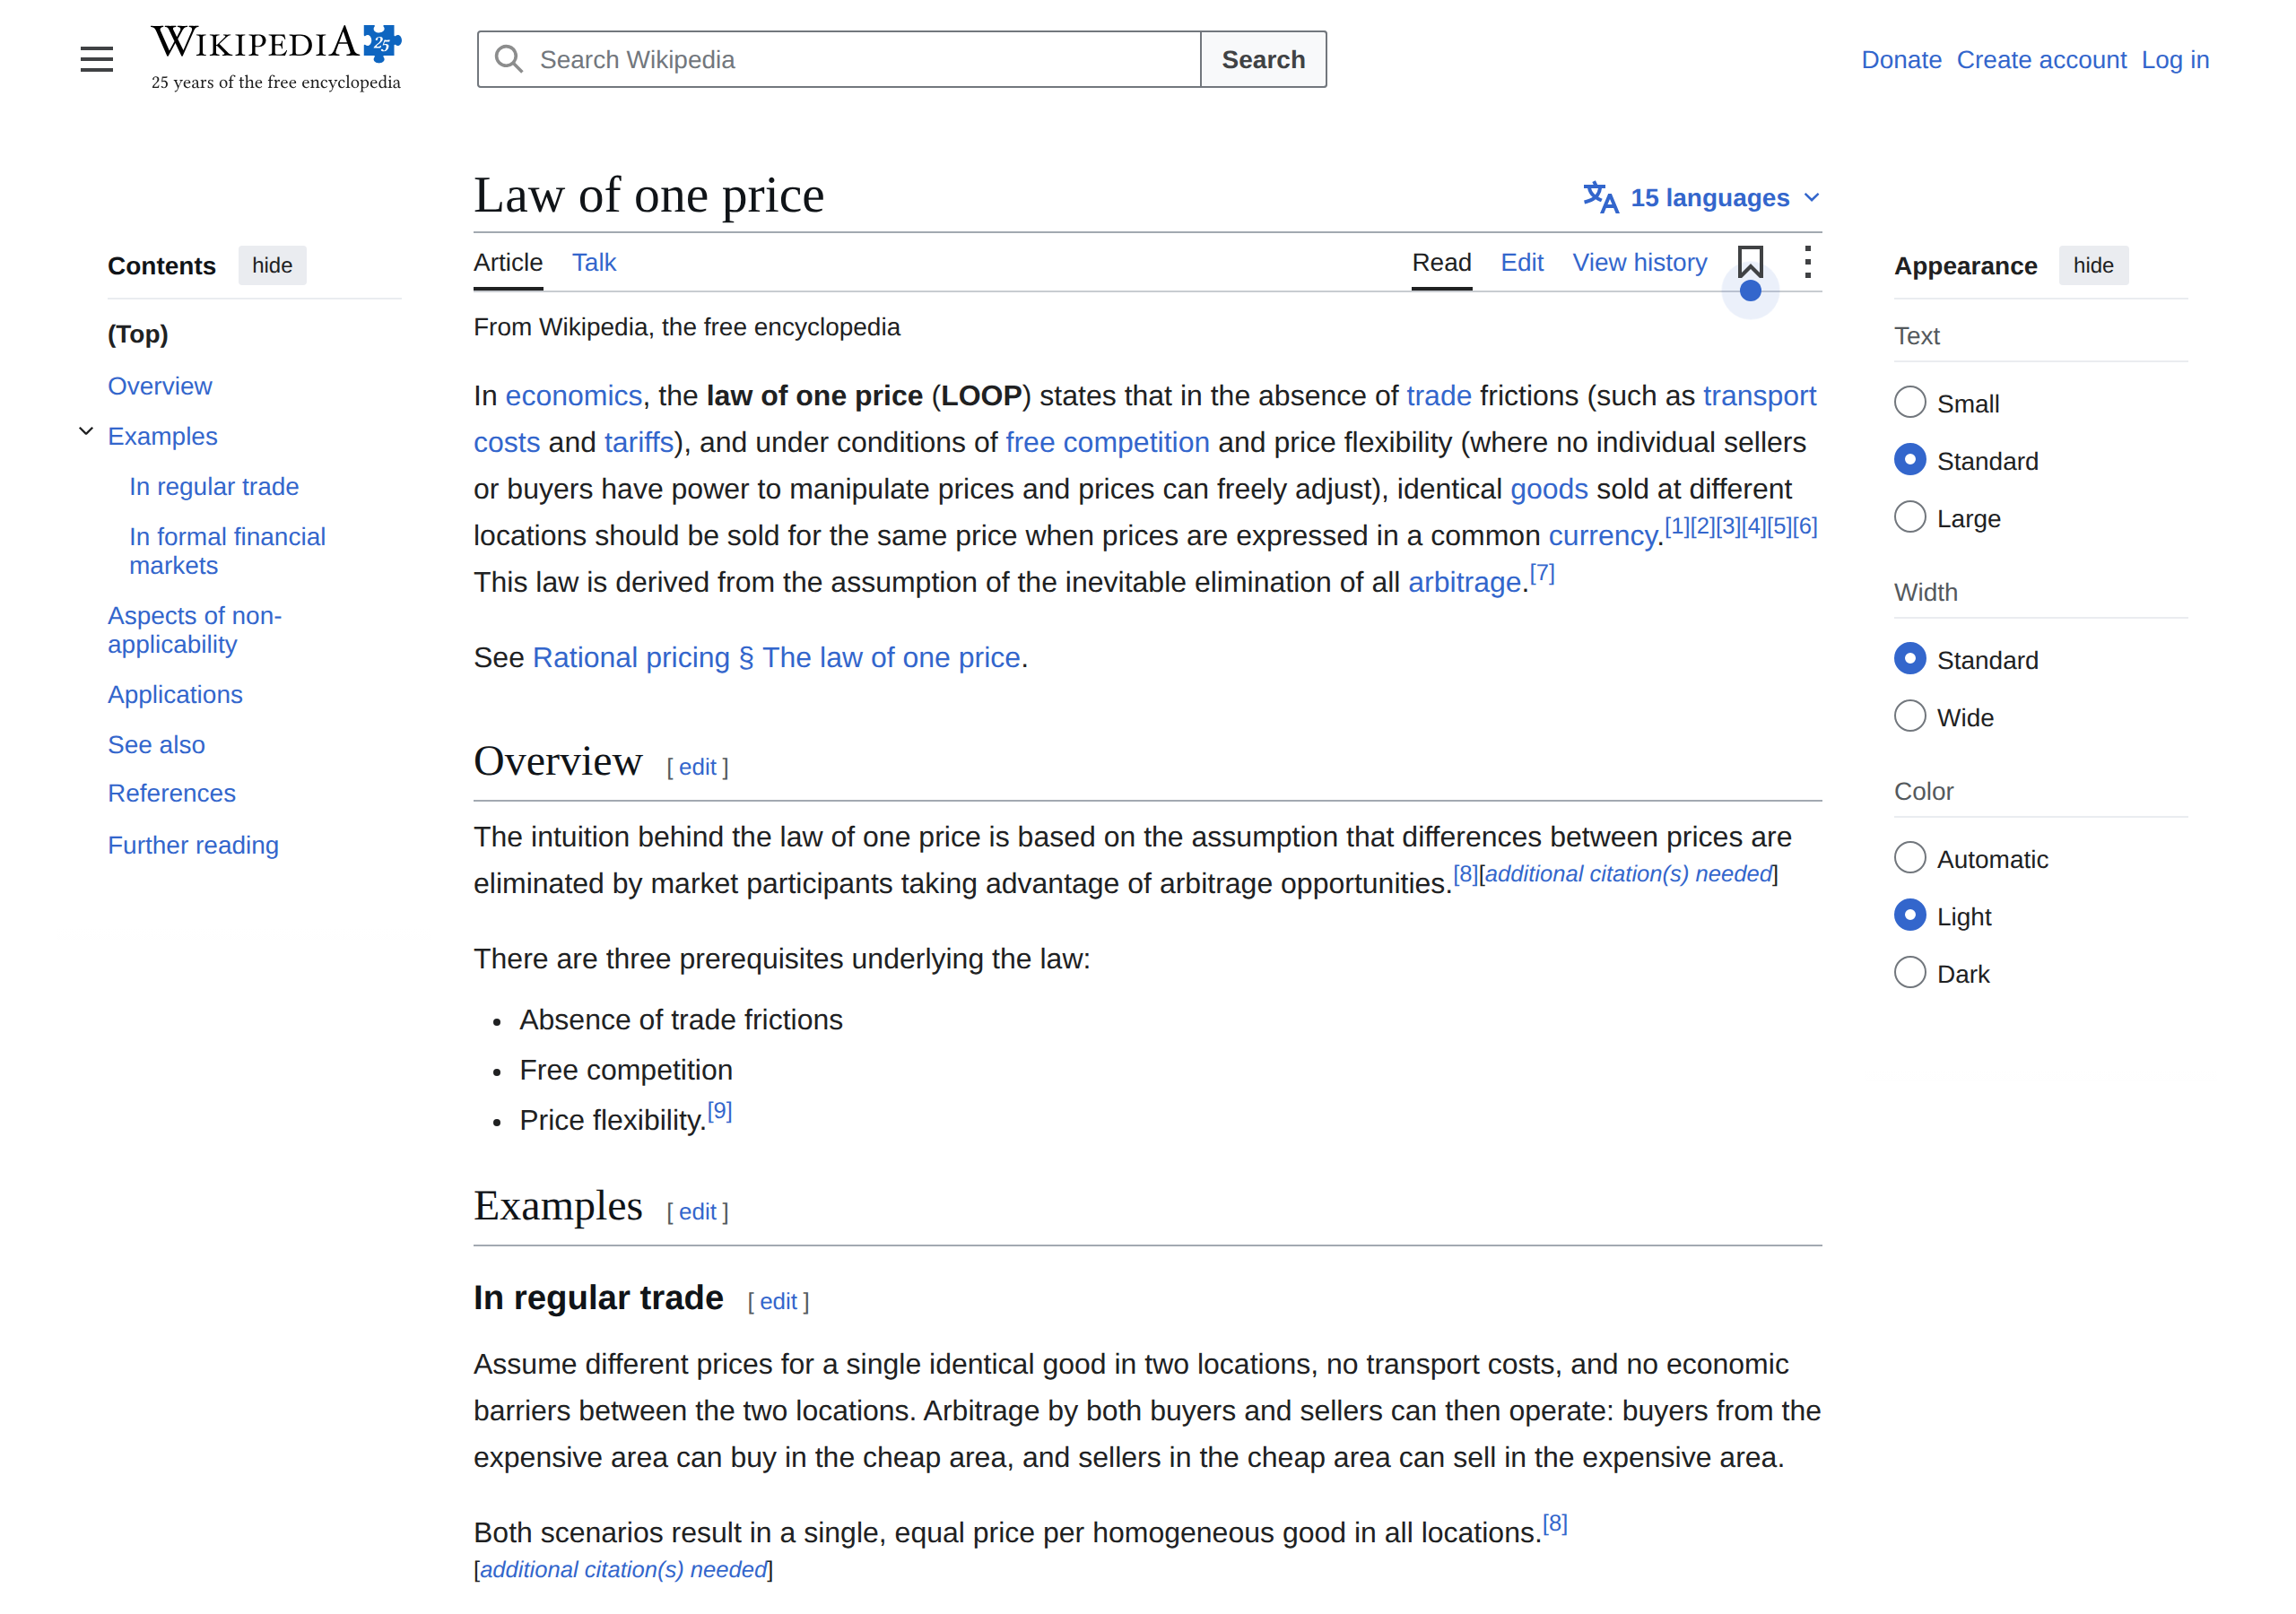 WIKIPEDIA 25
25 years of the free encyclopedia
Search Wikipedia
Search
Donate Create account Log in
Contents hide
(Top)
Overview
Examples
In regular trade
In formal financial
markets
Aspects of non-
applicability
Applications
See also
References
Further reading
Law of one price
15 languages
Article Talk
Read Edit View history
From Wikipedia, the free encyclopedia
In economics, the law of one price (LOOP) states that in the absence of trade frictions (such as transport
costs and tariffs), and under conditions of free competition and price flexibility (where no individual sellers
or buyers have power to manipulate prices and prices can freely adjust), identical goods sold at different
locations should be sold for the same price when prices are expressed in a common currency.[1][2][3][4][5][6]
This law is derived from the assumption of the inevitable elimination of all arbitrage.[7]
See Rational pricing § The law of one price.
Overview [ edit ]
The intuition behind the law of one price is based on the assumption that differences between prices are
eliminated by market participants taking advantage of arbitrage opportunities.[8][additional citation(s) needed]
There are three prerequisites underlying the law:
• Absence of trade frictions
• Free competition
• Price flexibility.[9]
Examples [ edit ]
In regular trade [ edit ]
Assume different prices for a single identical good in two locations, no transport costs, and no economic
barriers between the two locations. Arbitrage by both buyers and sellers can then operate: buyers from the
expensive area can buy in the cheap area, and sellers in the cheap area can sell in the expensive area.
Both scenarios result in a single, equal price per homogeneous good in all locations.[8]
[additional citation(s) needed]
Appearance hide
Text
Small
Standard
Large
Width
Standard
Wide
Color
Automatic
Light
Dark